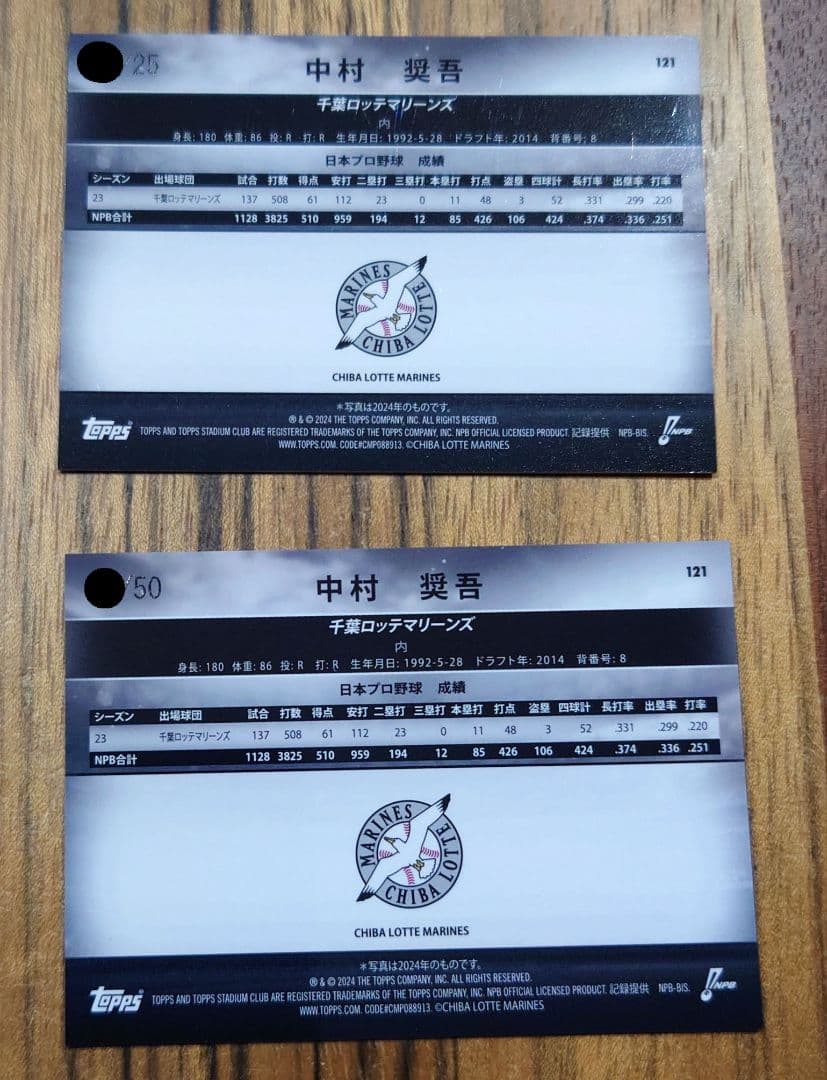 /25
中村 奨吾
121
千葉ロッテマリーンズ
内
身長: 180 体重: 86 投: R 打: R 生年月日: 1992-5-28 ドラフト年: 2014 背番号: 8
日本プロ野球 成績
シーズン 出場球団 試合 打数 得点 安打 二塁打 三塁打 本塁打 打点 盗塁 四球計 長打率 出塁率 打率
23 千葉ロッテマリーンズ 137 508 61 112 23 0 11 48 3 52 .331 .299 .220
NPB合計 1128 3825 510 959 194 12 85 426 106 424 .374 .336 .251
MARINES
CHIBA LOTTE
CHIBA LOTTE MARINES
＊写真は2024年のものです。
® & © 2024 THE TOPPS COMPANY, INC. ALL RIGHTS RESERVED.
Topps TOPPS AND TOPPS STADIUM CLUB ARE REGISTERED TRADEMARKS OF THE TOPPS COMPANY, INC. NPB OFFICIAL LICENSED PRODUCT. 記録提供 NPB-BIS. NPB
WWW.TOPPS.COM. CODE#CMP088913. ©CHIBA LOTTE MARINES
/50
中村 奨吾
121
千葉ロッテマリーンズ
内
身長: 180 体重: 86 投: R 打: R 生年月日: 1992-5-28 ドラフト年: 2014 背番号: 8
日本プロ野球 成績
シーズン 出場球団 試合 打数 得点 安打 二塁打 三塁打 本塁打 打点 盗塁 四球計 長打率 出塁率 打率
23 千葉ロッテマリーンズ 137 508 61 112 23 0 11 48 3 52 .331 .299 .220
NPB合計 1128 3825 510 959 194 12 85 426 106 424 .374 .336 .251
MARINES
CHIBA LOTTE
CHIBA LOTTE MARINES
＊写真は2024年のものです。
® & © 2024 THE TOPPS COMPANY, INC. ALL RIGHTS RESERVED.
Topps TOPPS AND TOPPS STADIUM CLUB ARE REGISTERED TRADEMARKS OF THE TOPPS COMPANY, INC. NPB OFFICIAL LICENSED PRODUCT. 記録提供 NPB-BIS. NPB
WWW.TOPPS.COM. CODE#CMP088913. ©CHIBA LOTTE MARINES